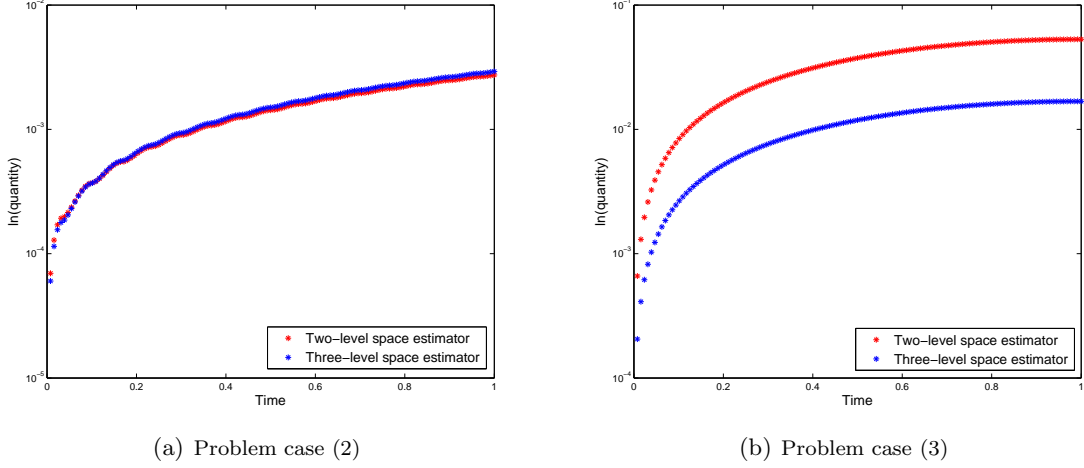 10⁻²
10⁻³
10⁻⁴
10⁻⁵
ln(quantity)
0 0.2 0.4 0.6 0.8 1
Time
Two−level space estimator
Three−level space estimator
(a) Problem case (2)
10⁻¹
10⁻²
10⁻³
10⁻⁴
ln(quantity)
0 0.2 0.4 0.6 0.8 1
Time
Two−level space estimator
Three−level space estimator
(b) Problem case (3)